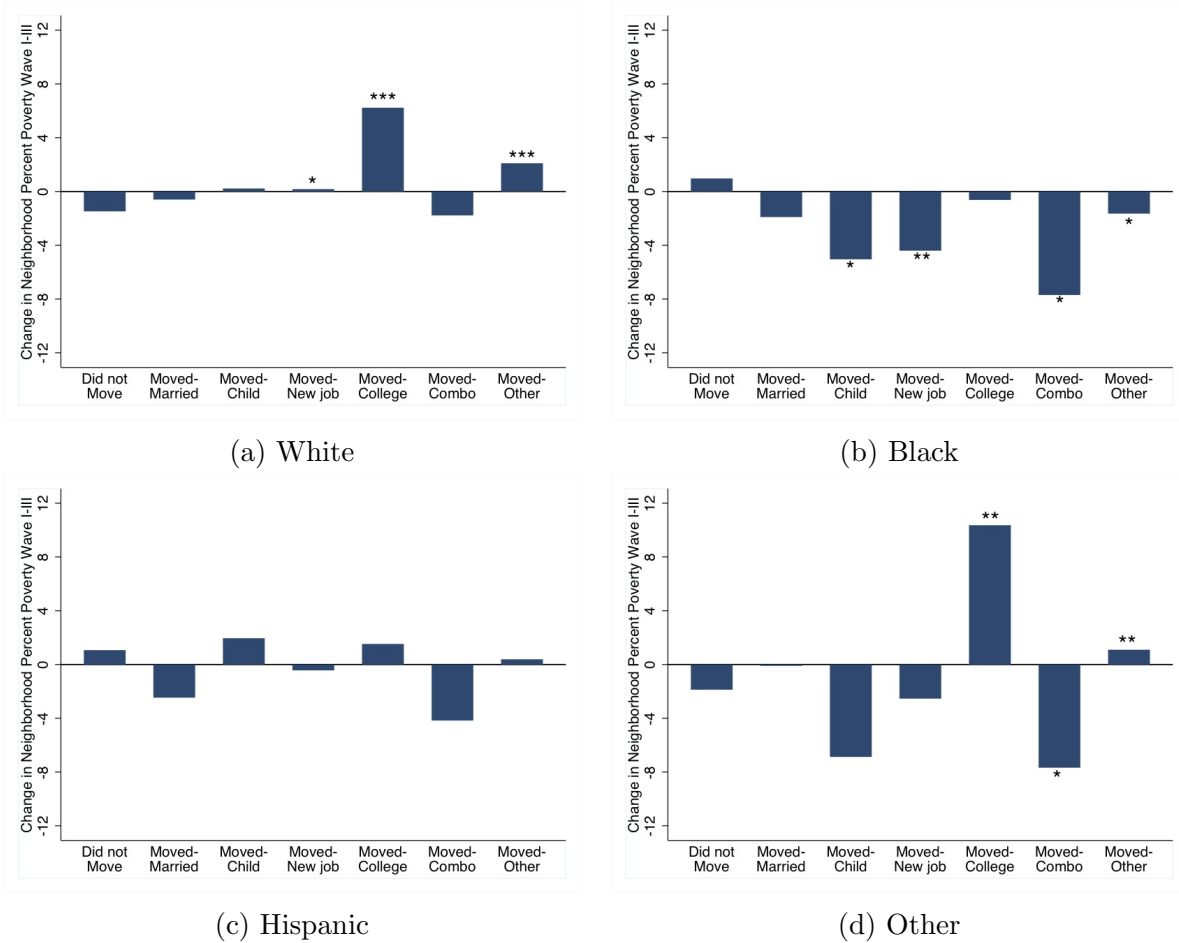 Change in Neighborhood Percent Poverty Wave I-III
12
8
4
0
-4
-8
-12
***
*
***
Did not Move
Moved-Married
Moved-Child
Moved-New job
Moved-College
Moved-Combo
Moved-Other
(a) White
Change in Neighborhood Percent Poverty Wave I-III
12
8
4
0
-4
-8
-12
*
**
*
*
Did not Move
Moved-Married
Moved-Child
Moved-New job
Moved-College
Moved-Combo
Moved-Other
(b) Black
Change in Neighborhood Percent Poverty Wave I-III
12
8
4
0
-4
-8
-12
Did not Move
Moved-Married
Moved-Child
Moved-New job
Moved-College
Moved-Combo
Moved-Other
(c) Hispanic
Change in Neighborhood Percent Poverty Wave I-III
12
8
4
0
-4
-8
-12
**
**
*
Did not Move
Moved-Married
Moved-Child
Moved-New job
Moved-College
Moved-Combo
Moved-Other
(d) Other